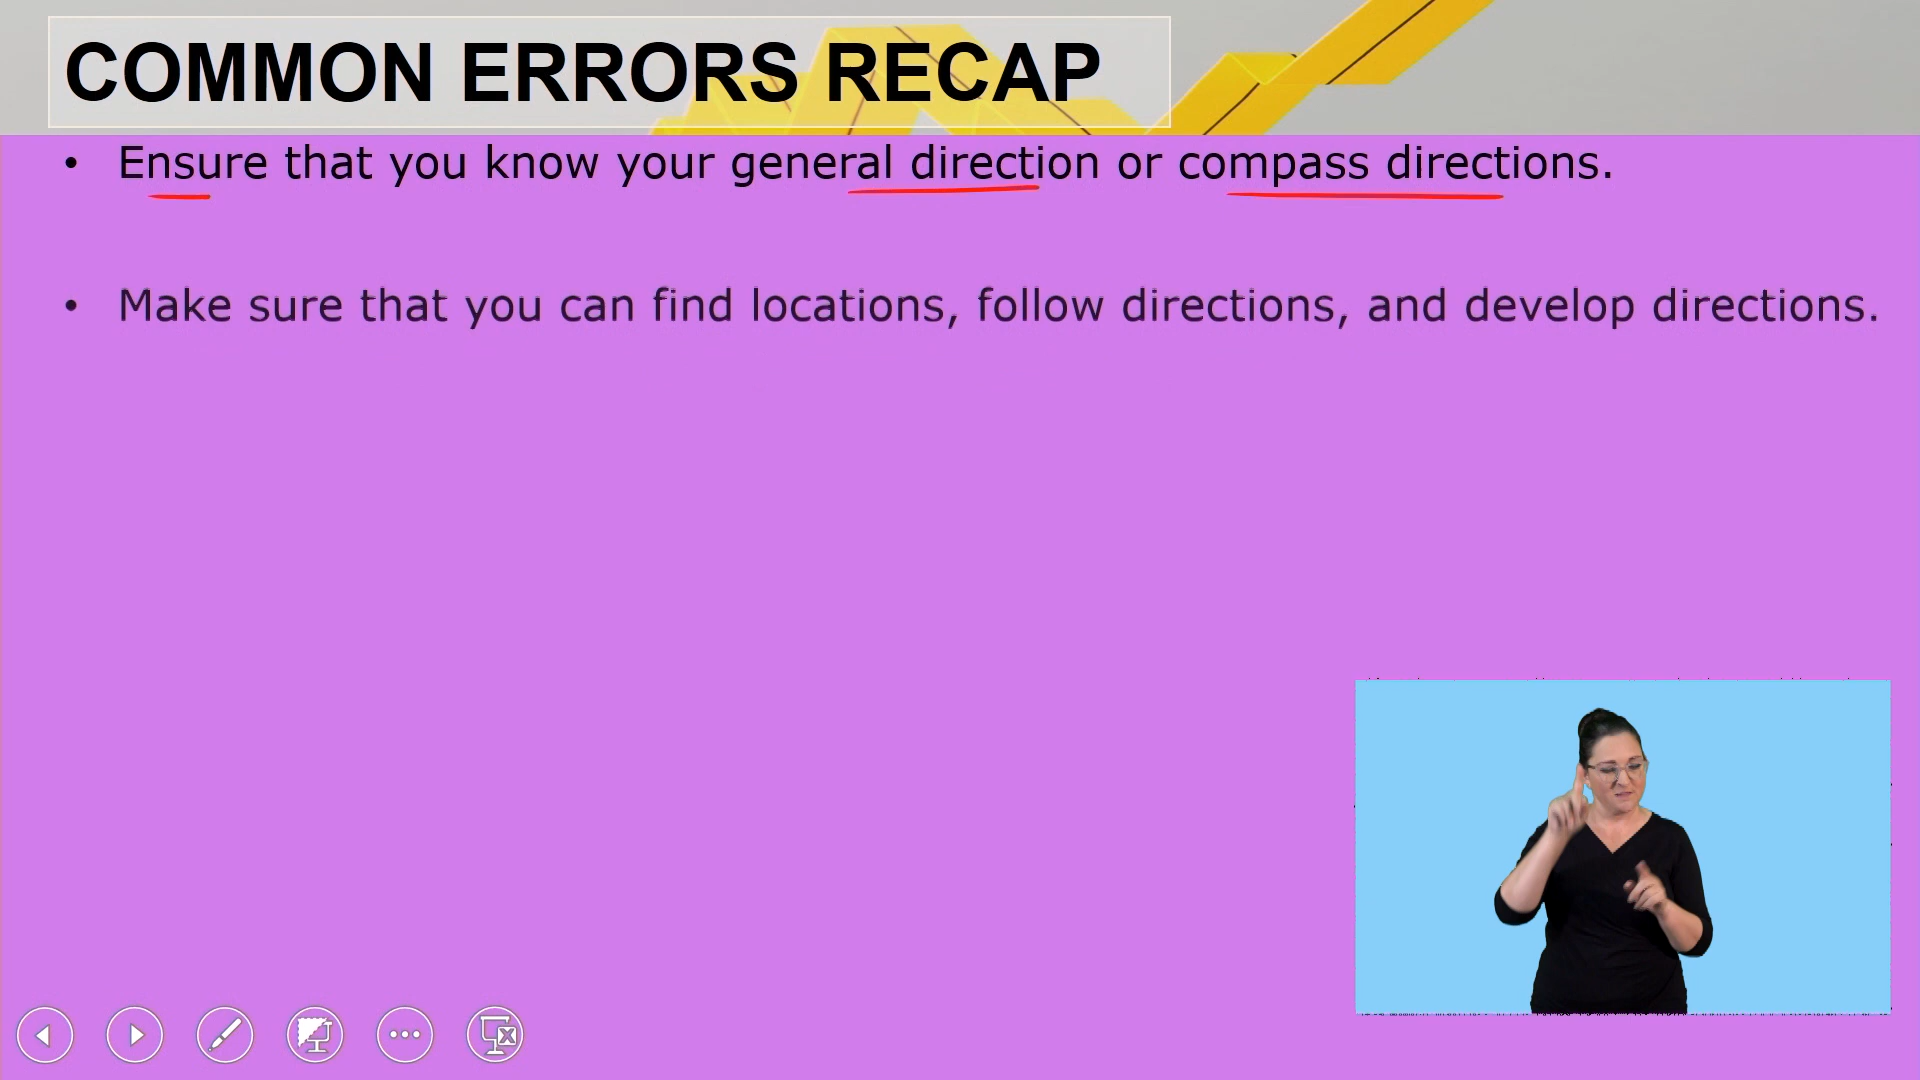 COMMON ERRORS RECAP
• Ensure that you know your general direction or compass directions.
• Make sure that you can find locations, follow directions, and develop directions.